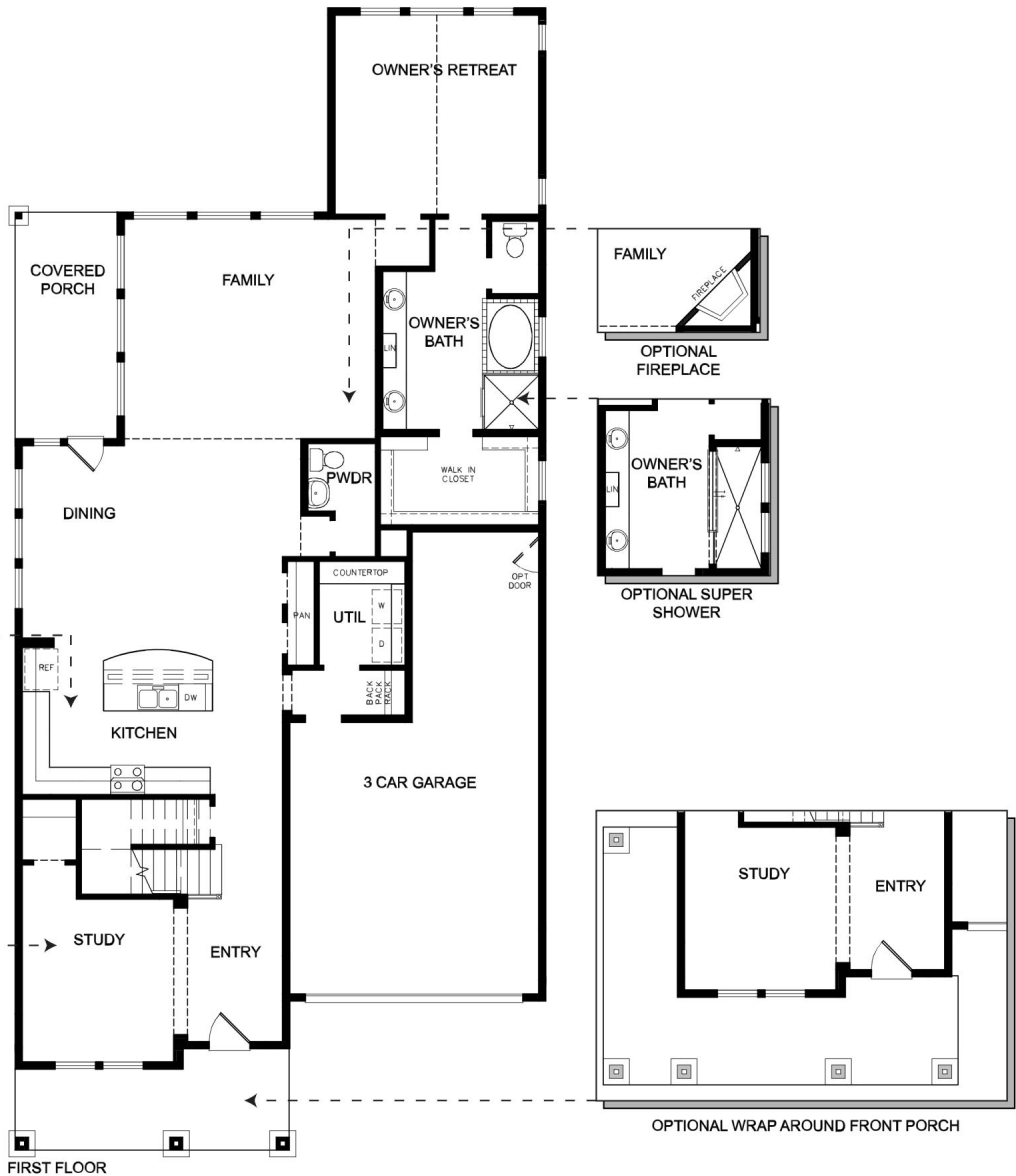 OWNER'S RETREAT
COVERED
PORCH
FAMILY
OWNER'S
BATH
LIN
FAMILY
FIREPLACE
OPTIONAL
FIREPLACE
PWDR
WALK IN
CLOSET
OWNER'S
BATH
LIN
OPTIONAL SUPER
SHOWER
DINING
COUNTERTOP
OPT
DOOR
PAN
UTIL
W
D
REF
DW
BACK
PACK
RACK
KITCHEN
3 CAR GARAGE
STUDY
ENTRY
STUDY
ENTRY
OPTIONAL WRAP AROUND FRONT PORCH
FIRST FLOOR